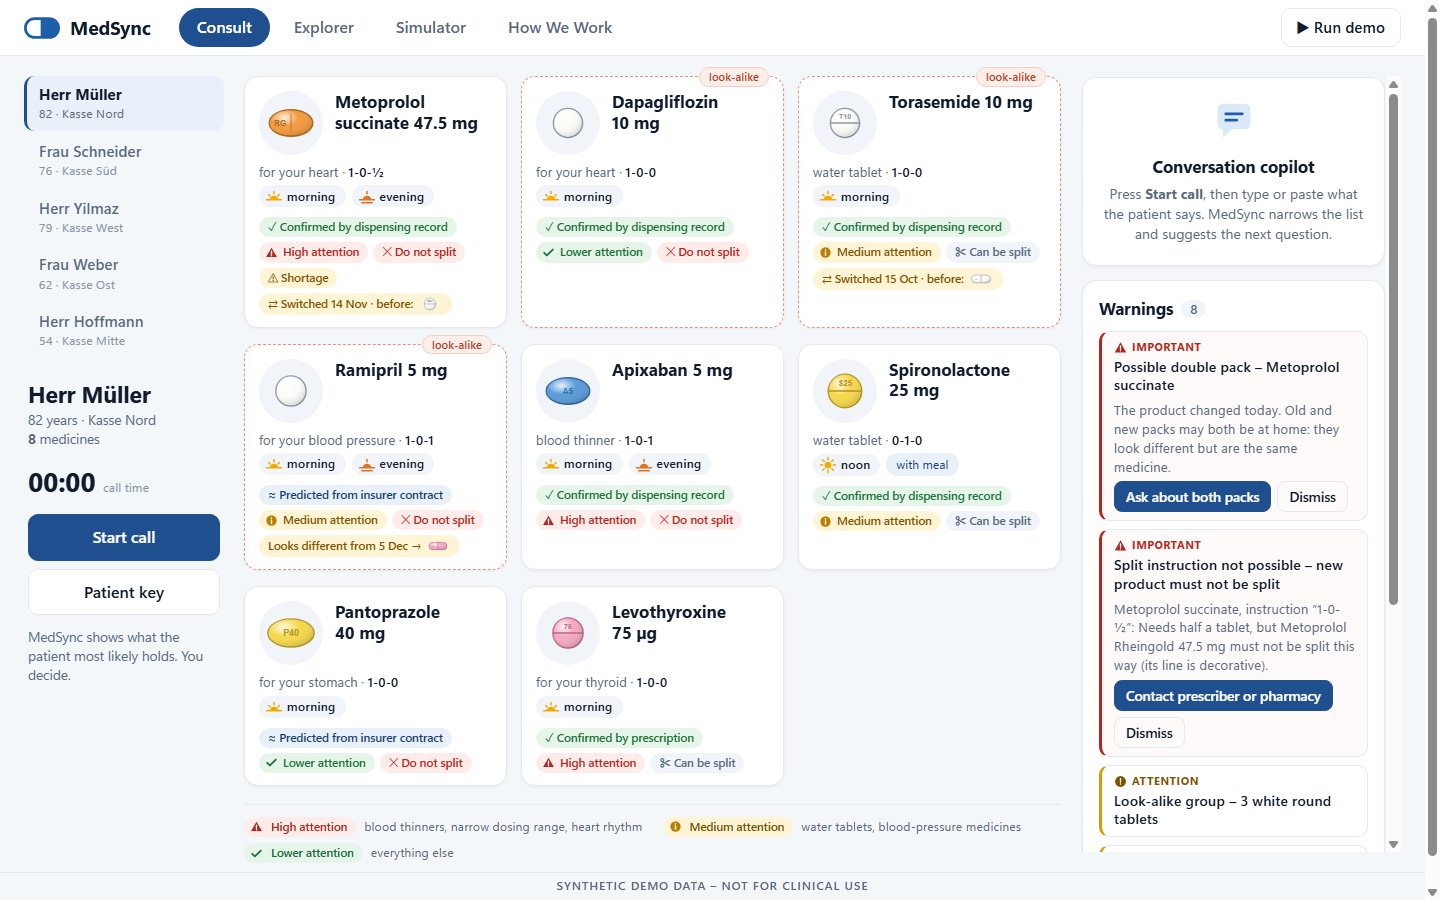 MedSync
Consult
Explorer
Simulator
How We Work
▶ Run demo
Herr Müller
82 · Kasse Nord
Frau Schneider
76 · Kasse Süd
Herr Yilmaz
79 · Kasse West
Frau Weber
62 · Kasse Ost
Herr Hoffmann
54 · Kasse Mitte
Herr Müller
82 years · Kasse Nord
8 medicines
00:00 call time
Start call
Patient key
MedSync shows what the
patient most likely holds. You
decide.
RG
Metoprolol
succinate 47.5 mg
for your heart · 1-0-½
morning
evening
✓ Confirmed by dispensing record
High attention
Do not split
Shortage
⇄ Switched 14 Nov · before:
look-alike
Dapagliflozin
10 mg
for your heart · 1-0-0
morning
✓ Confirmed by dispensing record
Lower attention
Do not split
look-alike
T10
Torasemide 10 mg
water tablet · 1-0-0
morning
✓ Confirmed by dispensing record
Medium attention
Can be split
⇄ Switched 15 Oct · before:
look-alike
Ramipril 5 mg
for your blood pressure · 1-0-1
morning
evening
≈ Predicted from insurer contract
Medium attention
Do not split
Looks different from 5 Dec →
A5
Apixaban 5 mg
blood thinner · 1-0-1
morning
evening
✓ Confirmed by dispensing record
High attention
Do not split
S25
Spironolactone
25 mg
water tablet · 0-1-0
noon
with meal
✓ Confirmed by dispensing record
Medium attention
Can be split
P40
Pantoprazole
40 mg
for your stomach · 1-0-0
morning
≈ Predicted from insurer contract
Lower attention
Do not split
76
Levothyroxine
75 µg
for your thyroid · 1-0-0
morning
✓ Confirmed by prescription
High attention
Can be split
High attention blood thinners, narrow dosing range, heart rhythm
Medium attention water tablets, blood-pressure medicines
Lower attention everything else
Conversation copilot
Press Start call, then type or paste what
the patient says. MedSync narrows the list
and suggests the next question.
Warnings 8
IMPORTANT
Possible double pack – Metoprolol
succinate
The product changed today. Old and
new packs may both be at home: they
look different but are the same
medicine.
Ask about both packs
Dismiss
IMPORTANT
Split instruction not possible – new
product must not be split
Metoprolol succinate, instruction “1-0-
½”: Needs half a tablet, but Metoprolol
Rheingold 47.5 mg must not be split this
way (its line is decorative).
Contact prescriber or pharmacy
Dismiss
ATTENTION
Look-alike group – 3 white round
tablets
SYNTHETIC DEMO DATA – NOT FOR CLINICAL USE